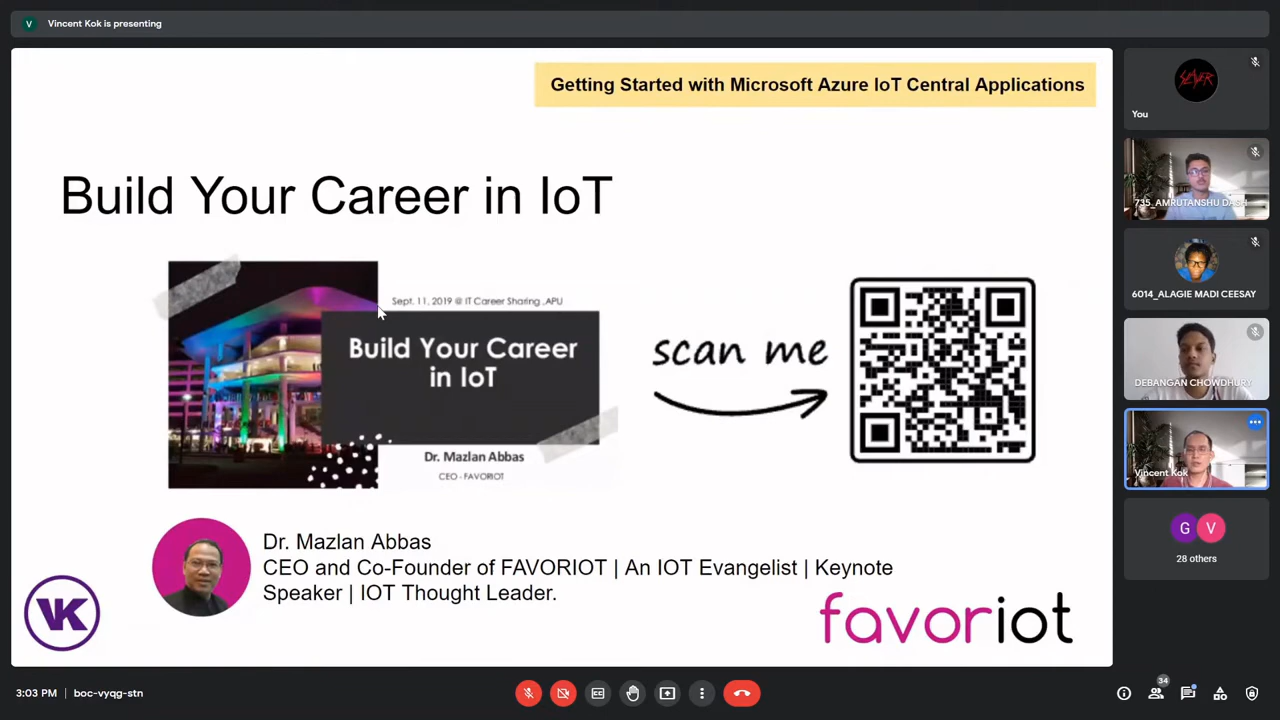 V
Vincent Kok is presenting
Getting Started with Microsoft Azure IoT Central Applications
Build Your Career in IoT
Sept. 11, 2019 @ IT Career Sharing ,APU
Build Your Career
in IoT
Dr. Mazlan Abbas
CEO - FAVORIOT
scan me
Dr. Mazlan Abbas
CEO and Co-Founder of FAVORIOT | An IOT Evangelist | Keynote
Speaker | IOT Thought Leader.
VK
favoriot
SLAYER
You
735_AMRUTANSHU DASH
6014_ALAGIE MADI CEESAY
DEBANGAN CHOWDHURY
Vincent Kok
G V
28 others
3:03 PM | boc-vyqg-stn
34